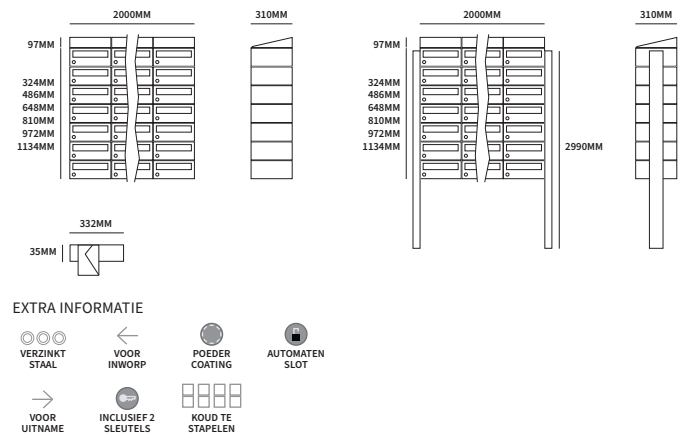 2000MM
310MM
97MM
324MM
486MM
648MM
810MM
972MM
1134MM
2000MM
310MM
97MM
324MM
486MM
648MM
810MM
972MM
1134MM
2990MM
332MM
35MM
EXTRA INFORMATIE
VERZINKT
STAAL
VOOR
INWORP
POEDER
COATING
AUTOMATEN
SLOT
VOOR
UITNAME
INCLUSIEF 2
SLEUTELS
KOUD TE
STAPELEN